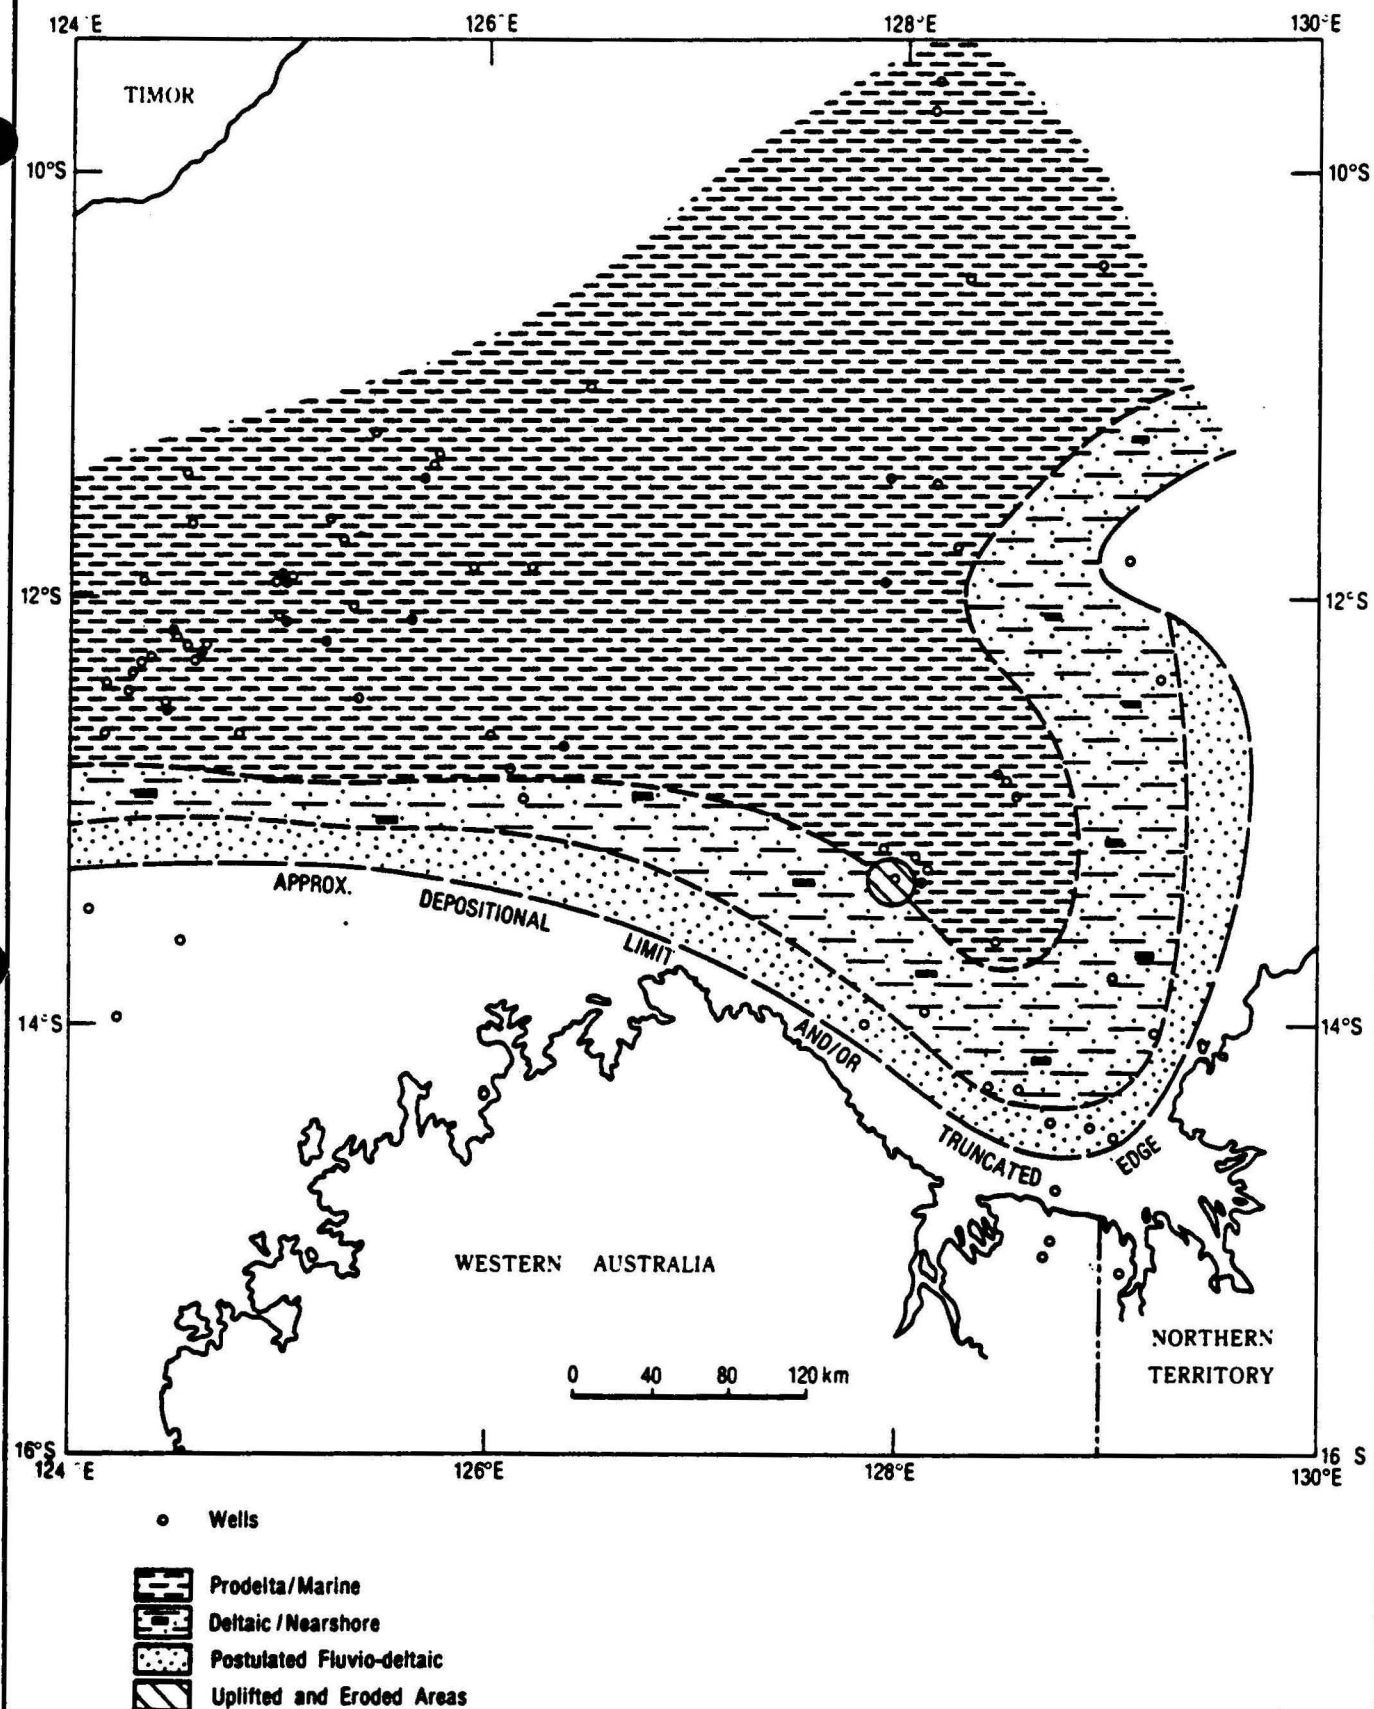 124°E 126°E 128°E 130°E
TIMOR
10°S 10°S
12°S 12°S
APPROX. DEPOSITIONAL LIMIT AND/OR TRUNCATED EDGE
14°S 14°S
WESTERN AUSTRALIA
NORTHERN
TERRITORY
0 40 80 120 km
16°S 16 S
124°E 126°E 128°E 130°E
Wells
Prodelta/Marine
Deltaic/Nearshore
Postulated Fluvio-deltaic
Uplifted and Eroded Areas